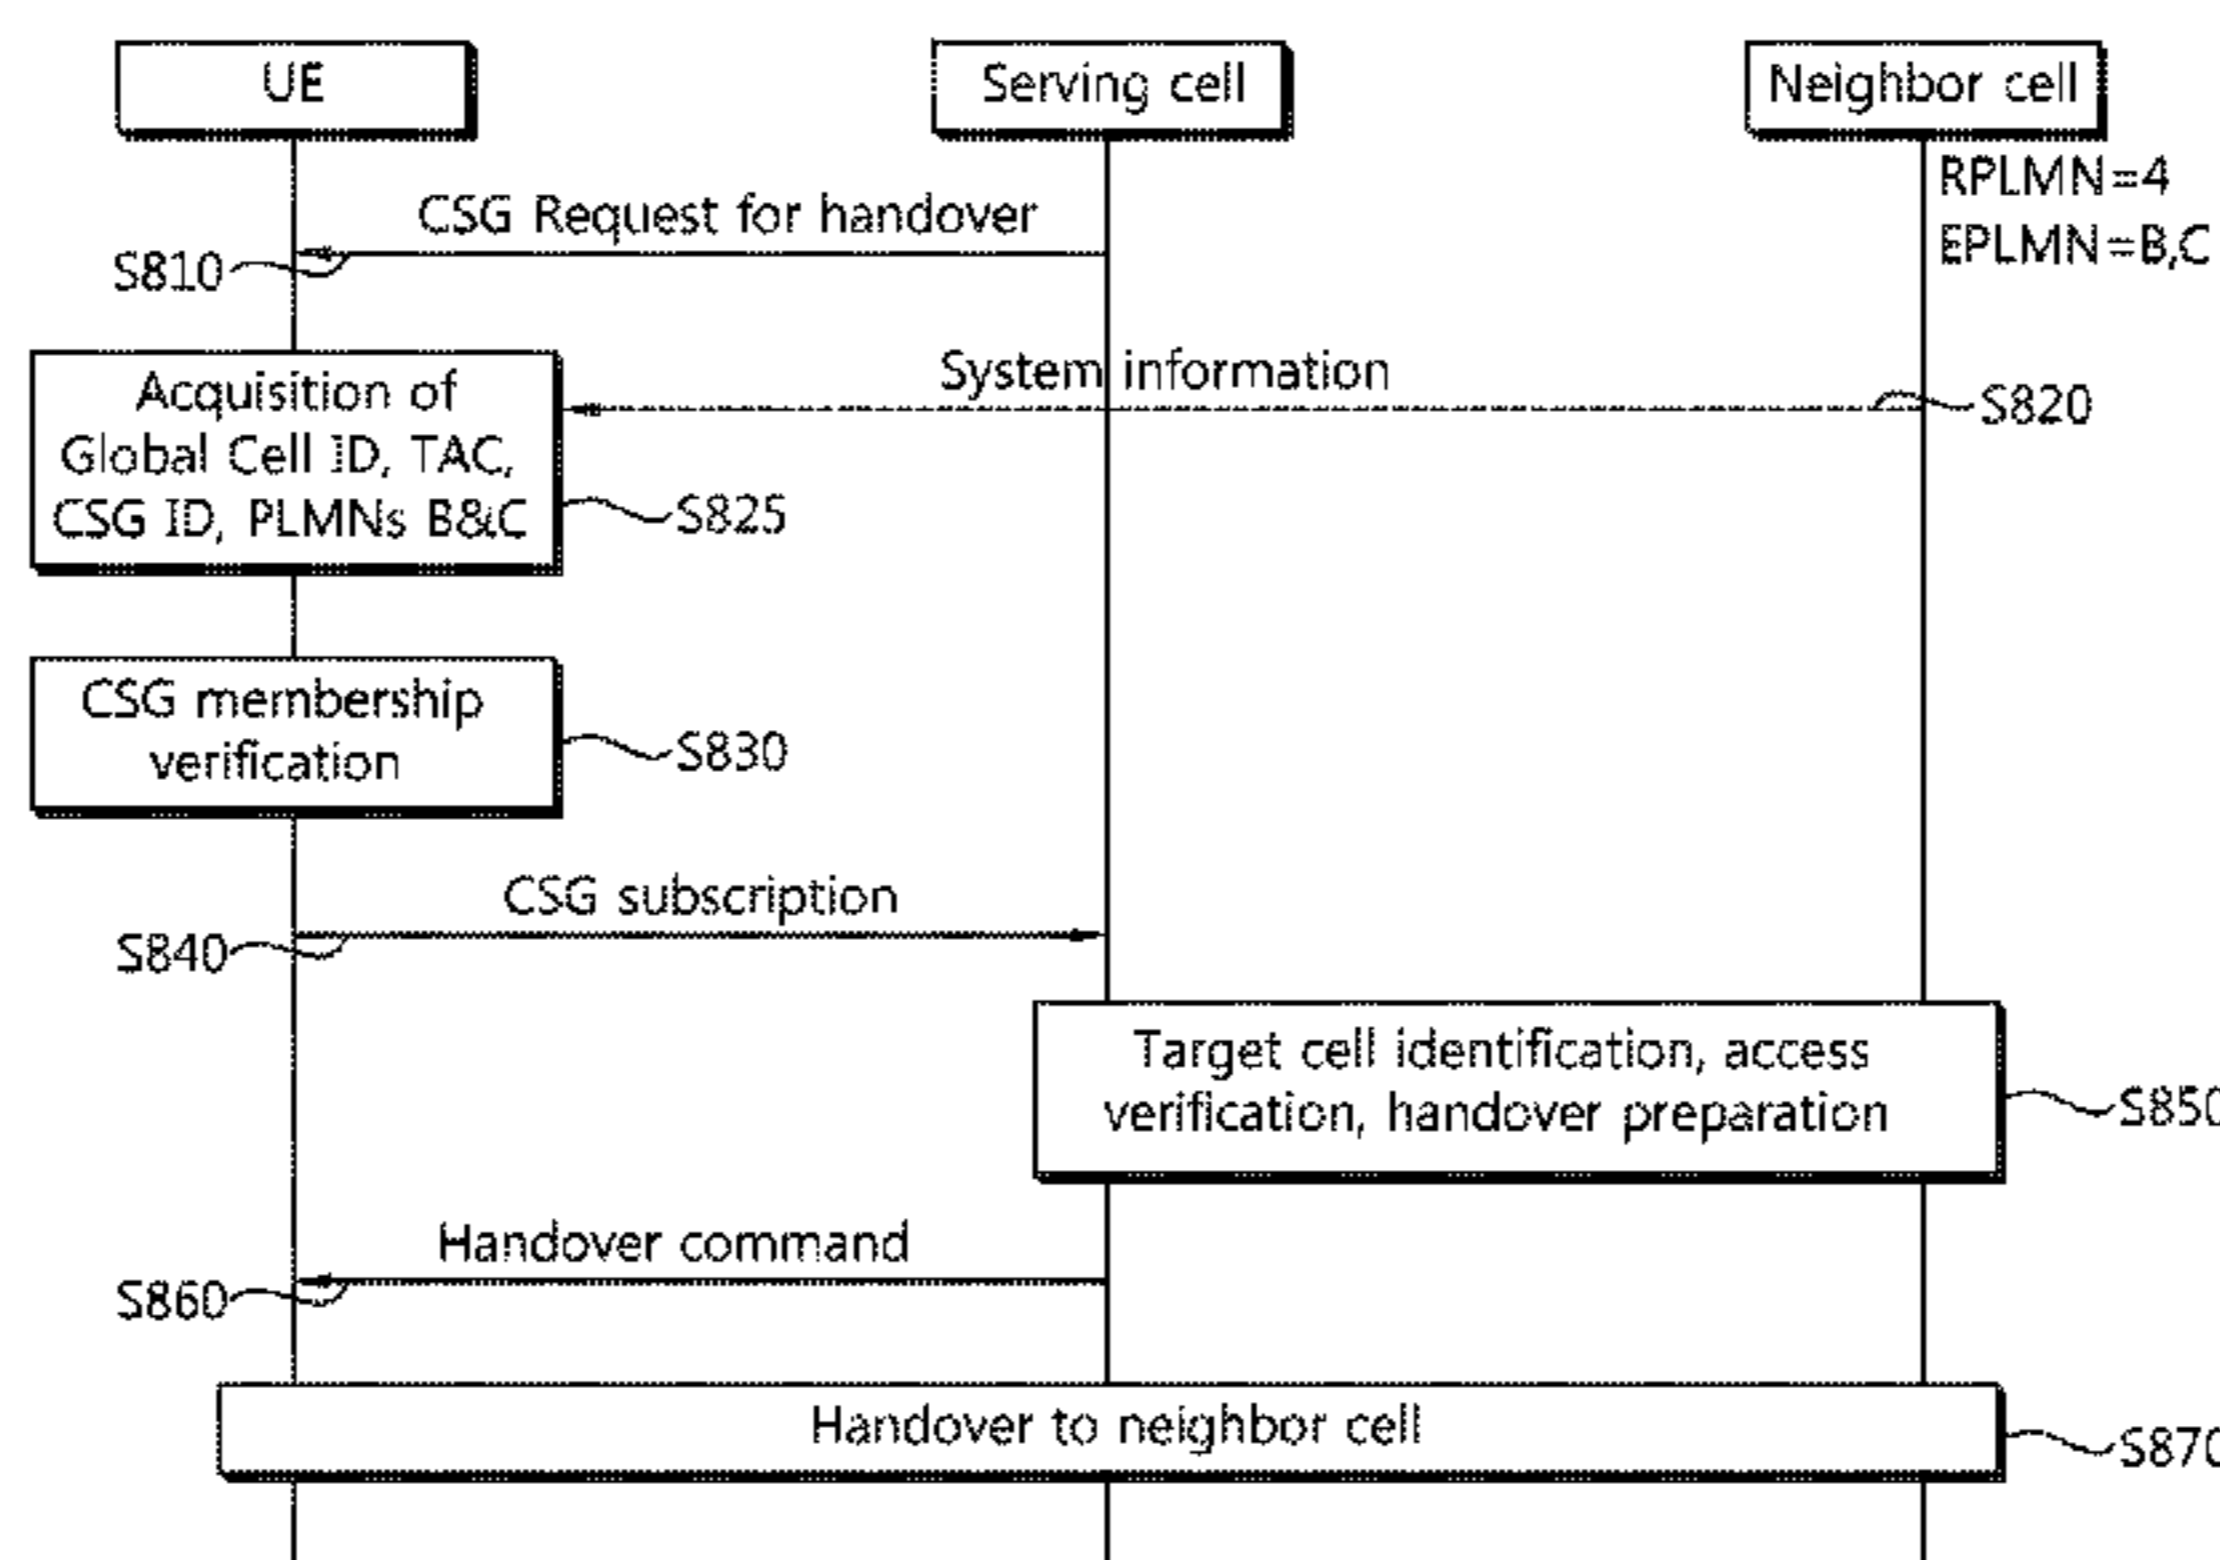 UE
Serving cell
Neighbor cell
RPLMN=4
EPLMN=B,C
CSG Request for handover
S810
System information
S820
Acquisition of
Global Cell ID, TAC,
CSG ID, PLMNs B&C
S825
CSG membership
verification
S830
CSG subscription
S840
Target cell identification, access
verification, handover preparation
S850
Handover command
S860
Handover to neighbor cell
S870